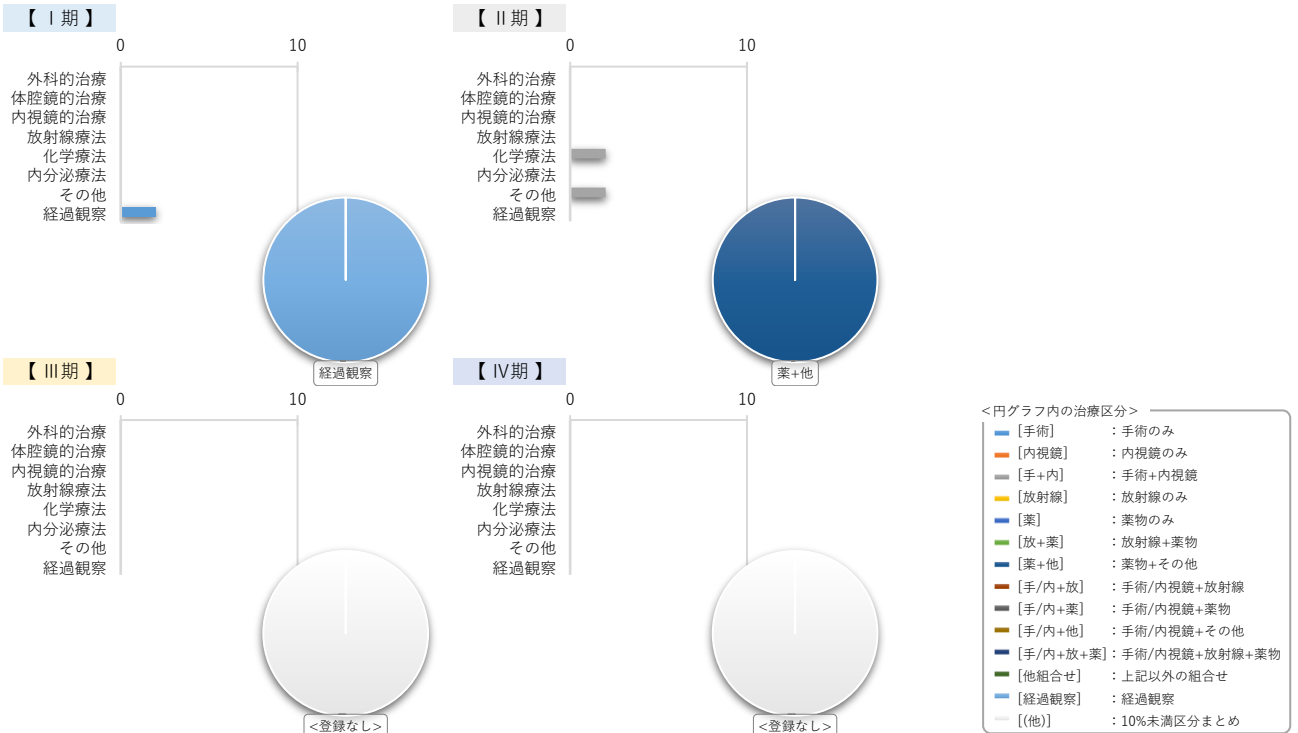 【 Ⅰ期 】
0 10
外科的治療
体腔鏡的治療
内視鏡的治療
放射線療法
化学療法
内分泌療法
その他
経過観察
経過観察
【 II期 】
0 10
外科的治療
体腔鏡的治療
内視鏡的治療
放射線療法
化学療法
内分泌療法
その他
経過観察
薬+他
【 III期 】
0 10
外科的治療
体腔鏡的治療
内視鏡的治療
放射線療法
化学療法
内分泌療法
その他
経過観察
<登録なし>
【 IV期 】
0 10
外科的治療
体腔鏡的治療
内視鏡的治療
放射線療法
化学療法
内分泌療法
その他
経過観察
<登録なし>
<円グラフ内の治療区分>
[手術] ：手術のみ
[内視鏡] ：内視鏡のみ
[手+内] ：手術+内視鏡
[放射線] ：放射線のみ
[薬] ：薬物のみ
[放+薬] ：放射線+薬物
[薬+他] ：薬物+その他
[手/内+放] ：手術/内視鏡+放射線
[手/内+薬] ：手術/内視鏡+薬物
[手/内+他] ：手術/内視鏡+その他
[手/内+放+薬]：手術/内視鏡+放射線+薬物
[他組合せ] ：上記以外の組合せ
[経過観察] ：経過観察
[(他)] ：10%未満区分まとめ